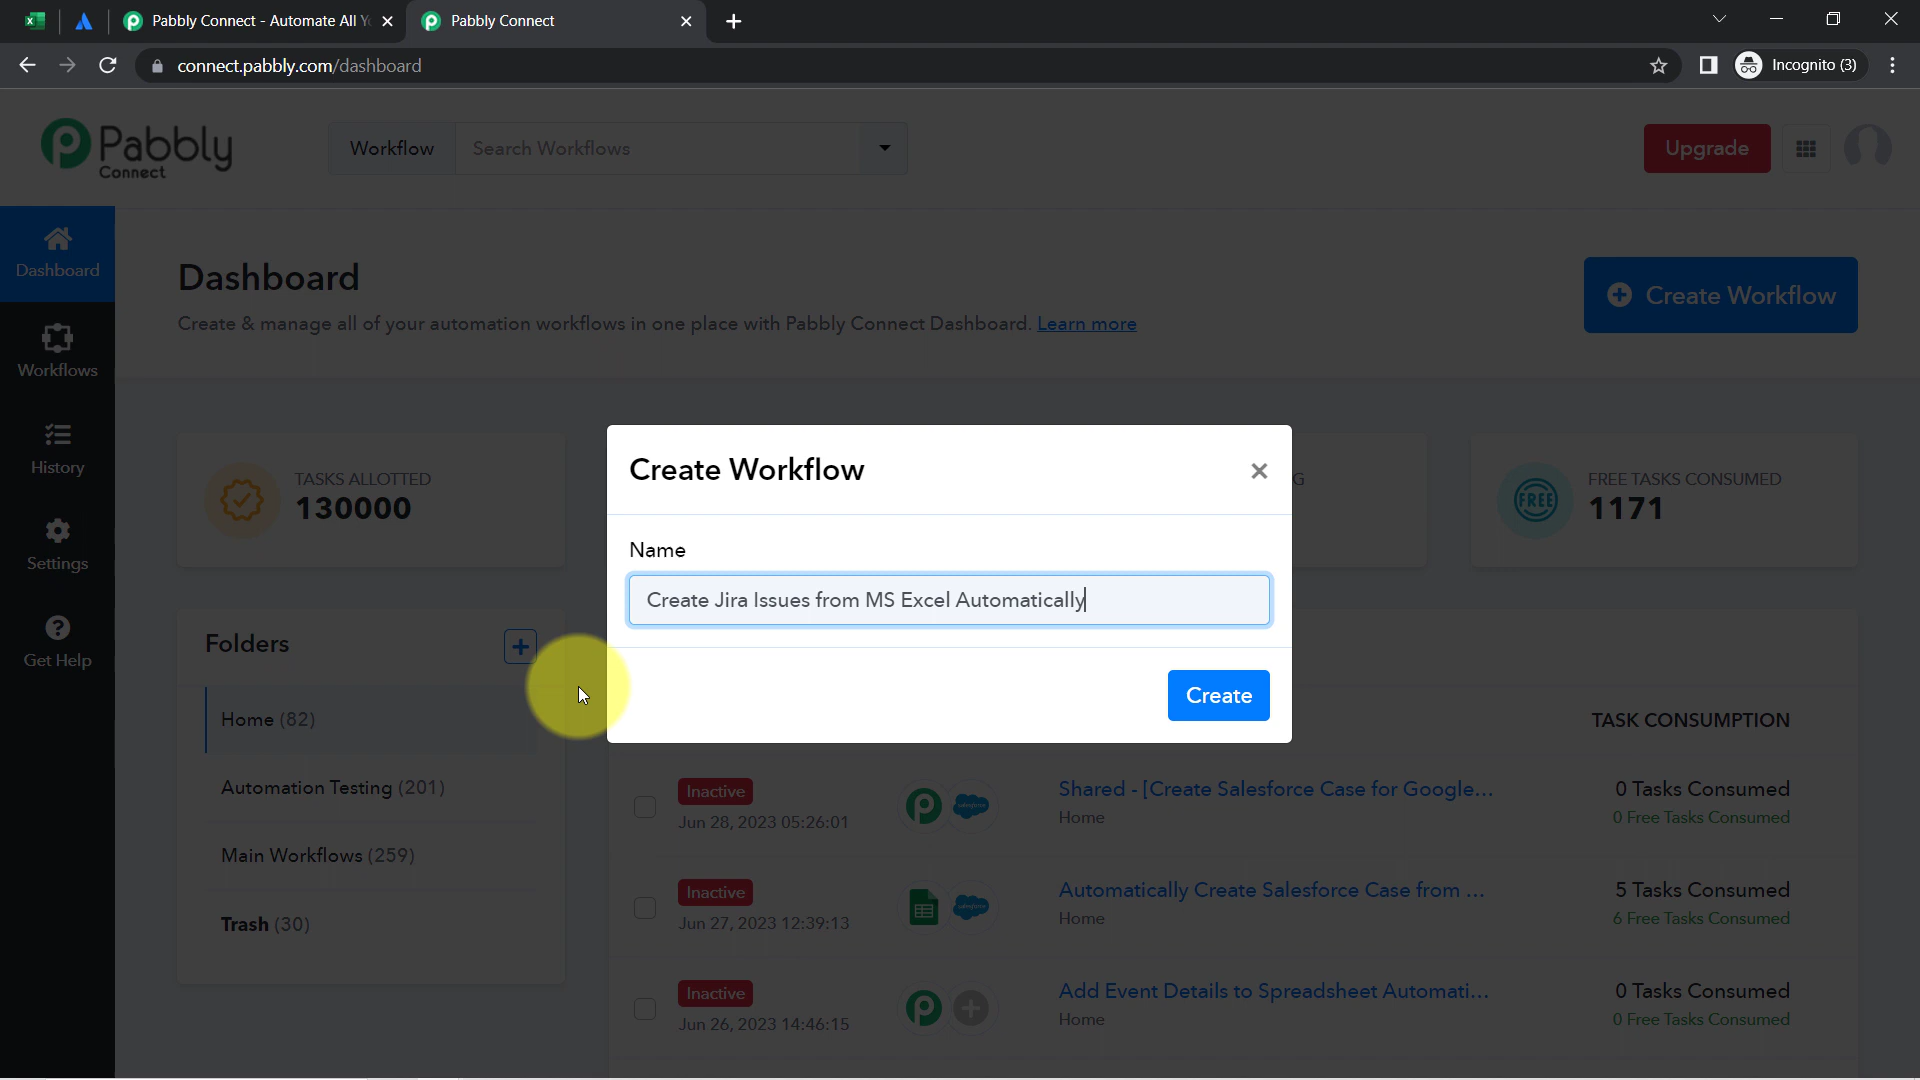 Pabbly Connect - Automate All Y
Pabbly Connect
connect.pabbly.com/dashboard
Incognito (3)
Pabbly
Connect
Workflow
Search Workflows
Upgrade
Dashboard
Workflows
History
Settings
Get Help
Dashboard
Create & manage all of your automation workflows in one place with Pabbly Connect Dashboard. Learn more
Create Workflow
TASKS ALLOTTED
130000
G
FREE
FREE TASKS CONSUMED
1171
Create Workflow
Name
Create Jira Issues from MS Excel Automatically
Create
Folders
Home (82)
Automation Testing (201)
Main Workflows (259)
Trash (30)
TASK CONSUMPTION
Inactive
Jun 28, 2023 05:26:01
Shared - [Create Salesforce Case for Google...
Home
0 Tasks Consumed
0 Free Tasks Consumed
Inactive
Jun 27, 2023 12:39:13
Automatically Create Salesforce Case from ...
Home
5 Tasks Consumed
6 Free Tasks Consumed
Inactive
Jun 26, 2023 14:46:15
Add Event Details to Spreadsheet Automati...
Home
0 Tasks Consumed
0 Free Tasks Consumed